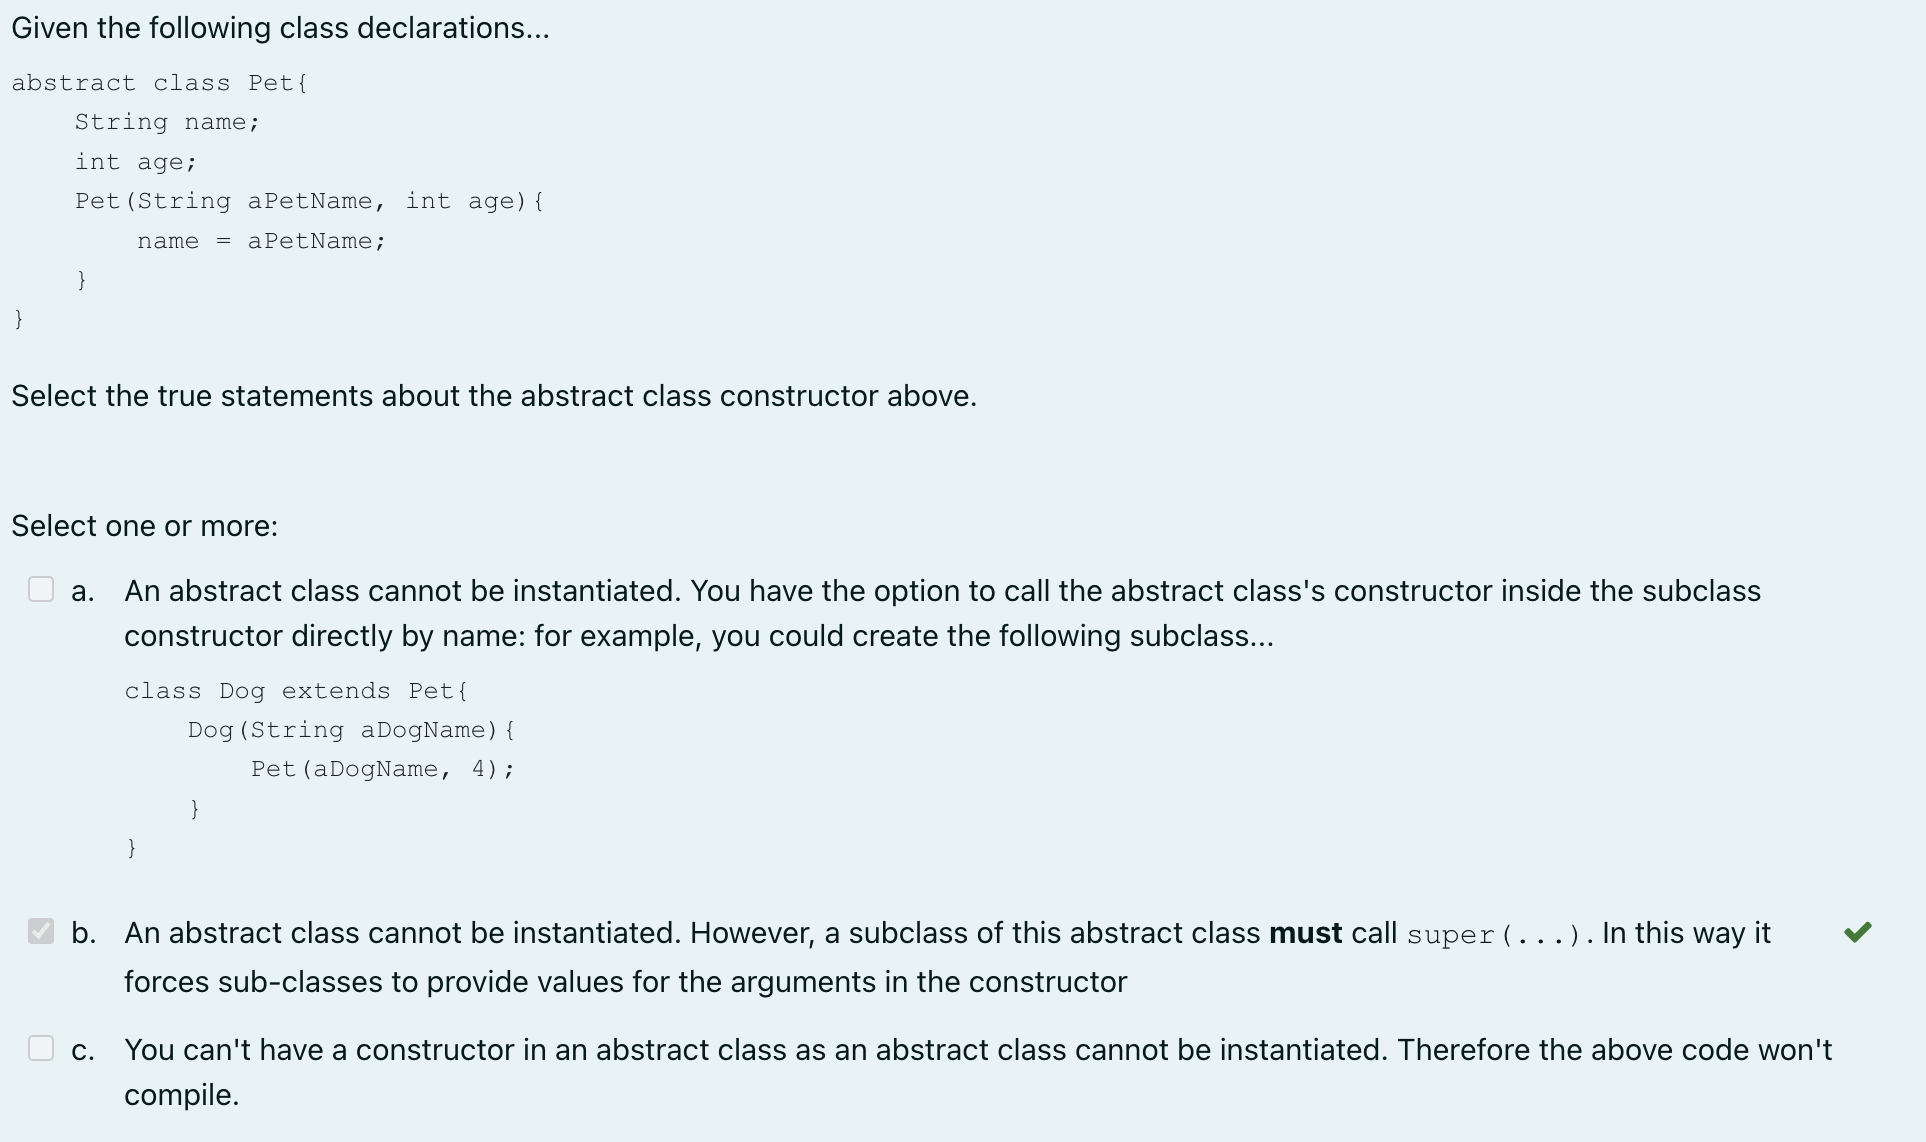 Given the following class declarations...
abstract class Pet{
    String name;
    int age;
    Pet(String aPetName, int age){
        name = aPetName;
    }
}
Select the true statements about the abstract class constructor above.
Select one or more:
a. An abstract class cannot be instantiated. You have the option to call the abstract class's constructor inside the subclass
constructor directly by name: for example, you could create the following subclass...
class Dog extends Pet{
    Dog(String aDogName){
        Pet(aDogName, 4);
    }
}
b. An abstract class cannot be instantiated. However, a subclass of this abstract class must call super(...). In this way it
forces sub-classes to provide values for the arguments in the constructor
c. You can't have a constructor in an abstract class as an abstract class cannot be instantiated. Therefore the above code won't
compile.